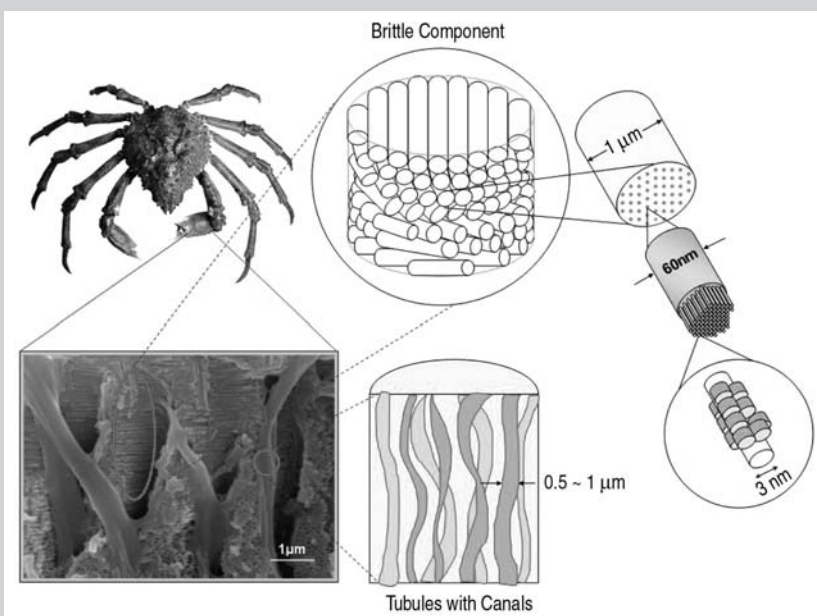 Brittle Component
1 μm
60nm
3 nm
1μm
0.5 ~ 1 μm
Tubules with Canals